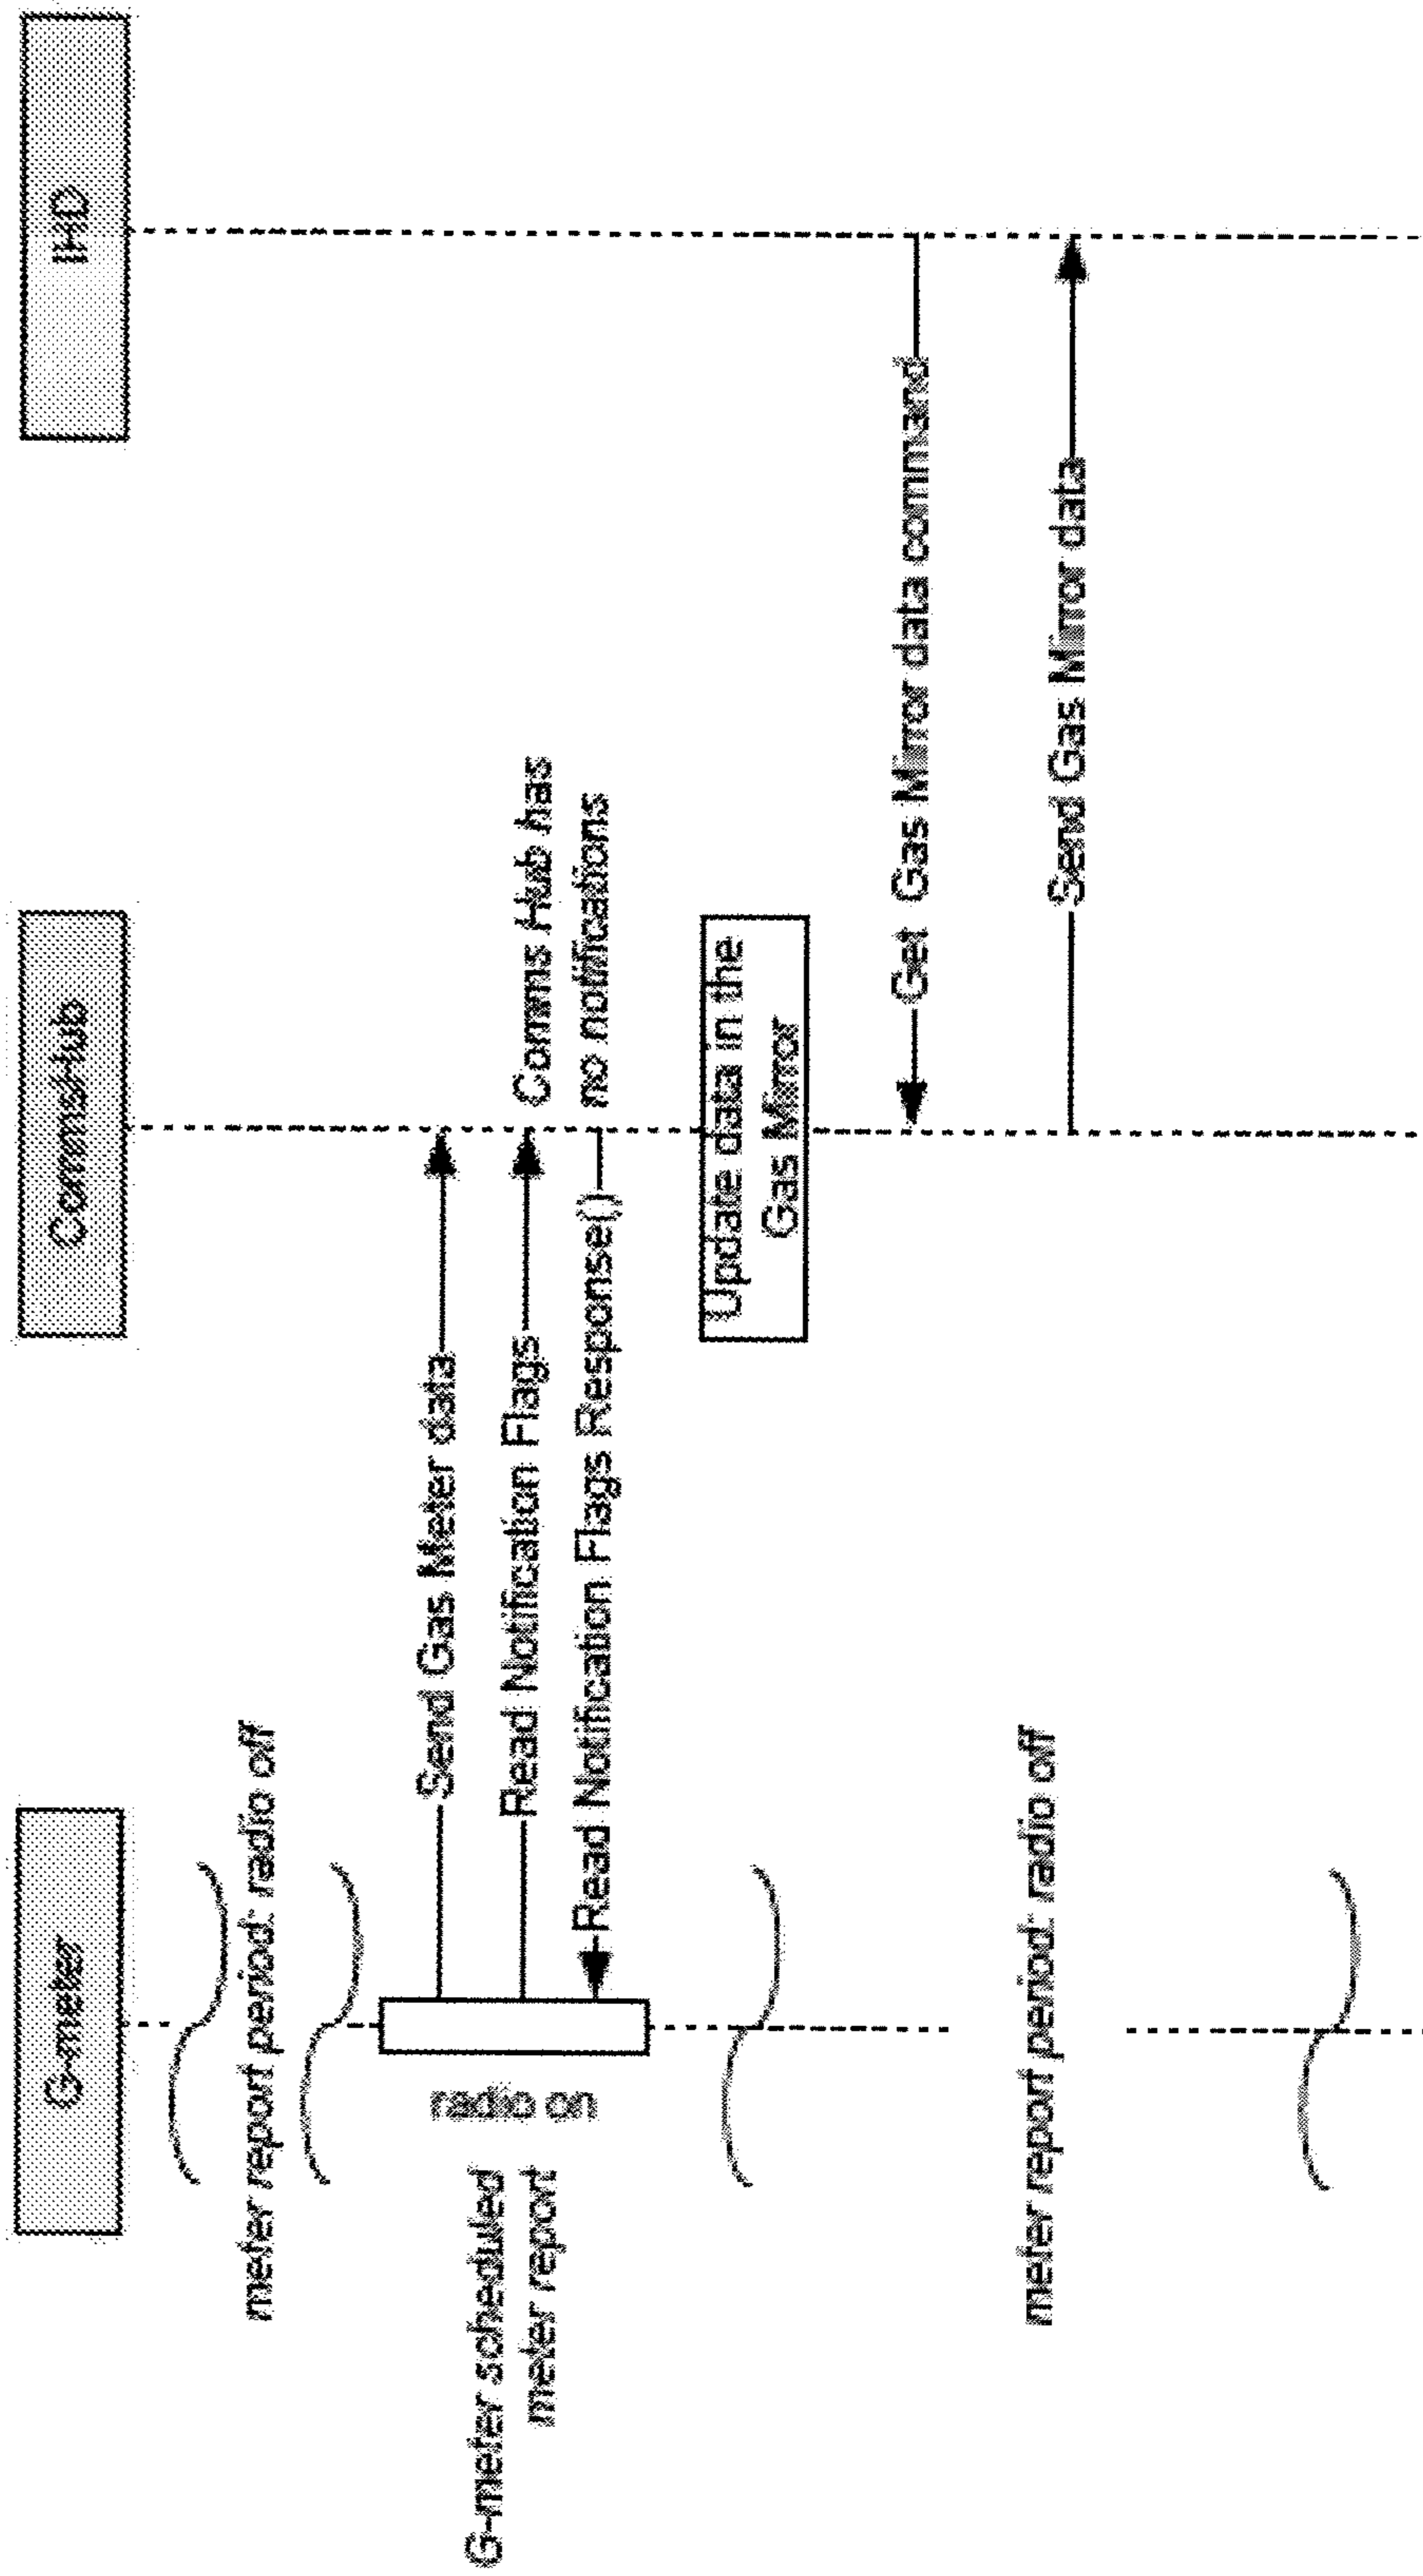 G-meter
CommsHub
IHD
meter report period: radio off
G-meter scheduled
meter report
radio on
Send Gas Meter data
Read Notification Flags
Comms Hub has
no notifications
Read Notification Flags Response()
Update data in the
Gas Mirror
Get Gas Mirror data command
meter report period: radio off
Send Gas Mirror data